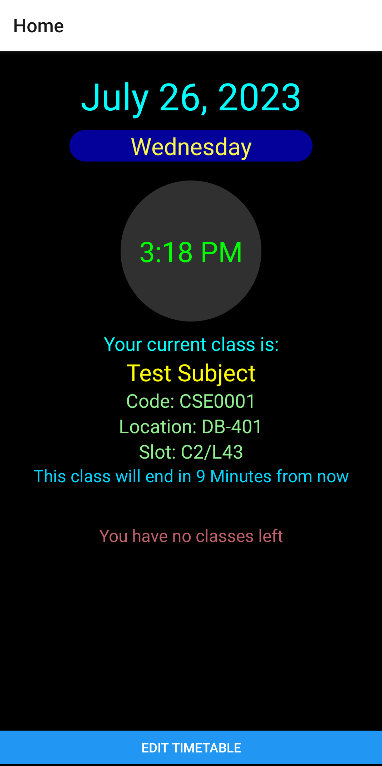 Home
July 26, 2023
Wednesday
3:18 PM
Your current class is:
Test Subject
Code: CSE0001
Location: DB-401
Slot: C2/L43
This class will end in 9 Minutes from now
You have no classes left
EDIT TIMETABLE